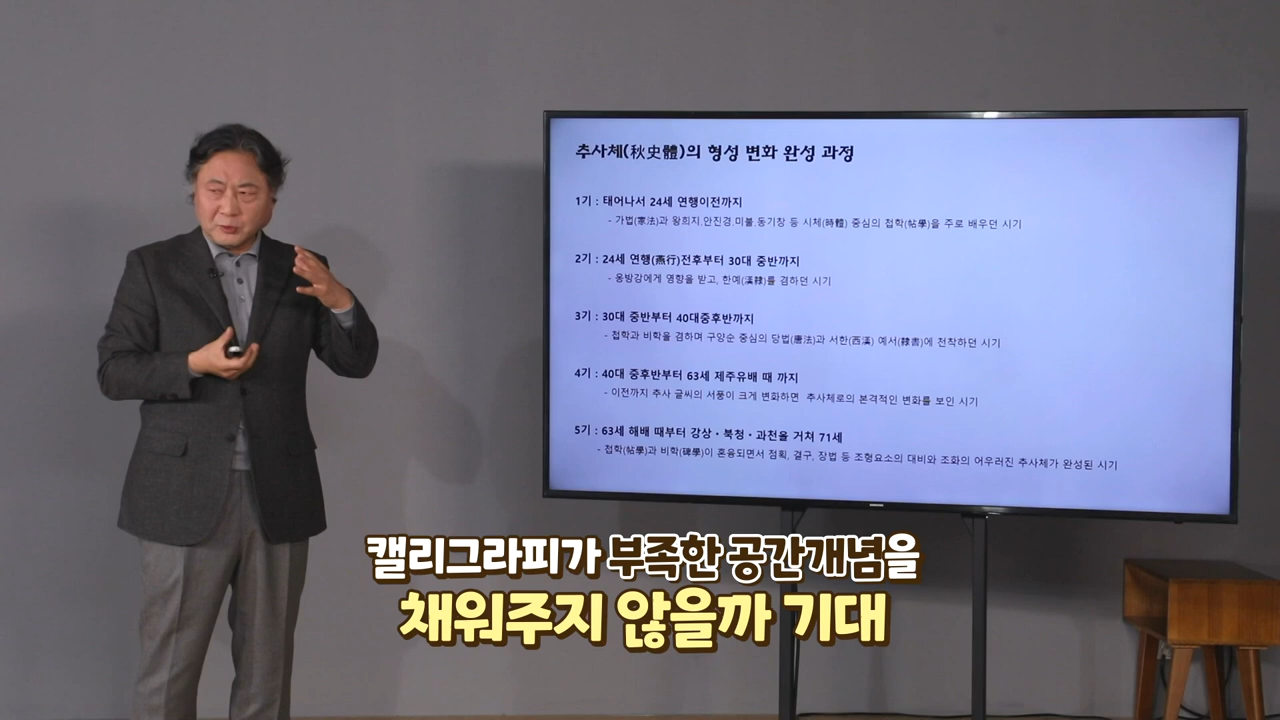 추사체(秋史體)의 형성 변화 완성 과정
1기 : 태어나서 24세 연행이전까지
- 가법(家法)과 왕희지.안진경.미불.동기창 등 시체(時體) 중심의 첩학(帖學)을 주로 배우던 시기
2기 : 24세 연행(燕行)전후부터 30대 중반까지
- 옹방강에게 영향을 받고, 한예(漢隸)를 겸하던 시기
3기 : 30대 중반부터 40대중후반까지
- 첩학과 비학을 겸하며 구양순 중심의 당법(唐法)과 서한(西漢) 예서(隸書)에 전착하던 시기
4기 : 40대 중후반부터 63세 제주유배 때 까지
- 이전까지 추사 글씨의 서풍이 크게 변화하면 추사체로의 본격적인 변화를 보인 시기
5기 : 63세 해배 때부터 강상・북청・과천을 거쳐 71세
- 첩학(帖學)과 비학(碑學)이 혼융되면서 점획, 결구, 장법 등 조형요소의 대비와 조화의 어우러진 추사체가 완성된 시기
SAMSUNG
캘리그라피가 부족한 공간개념을
채워주지 않을까 기대